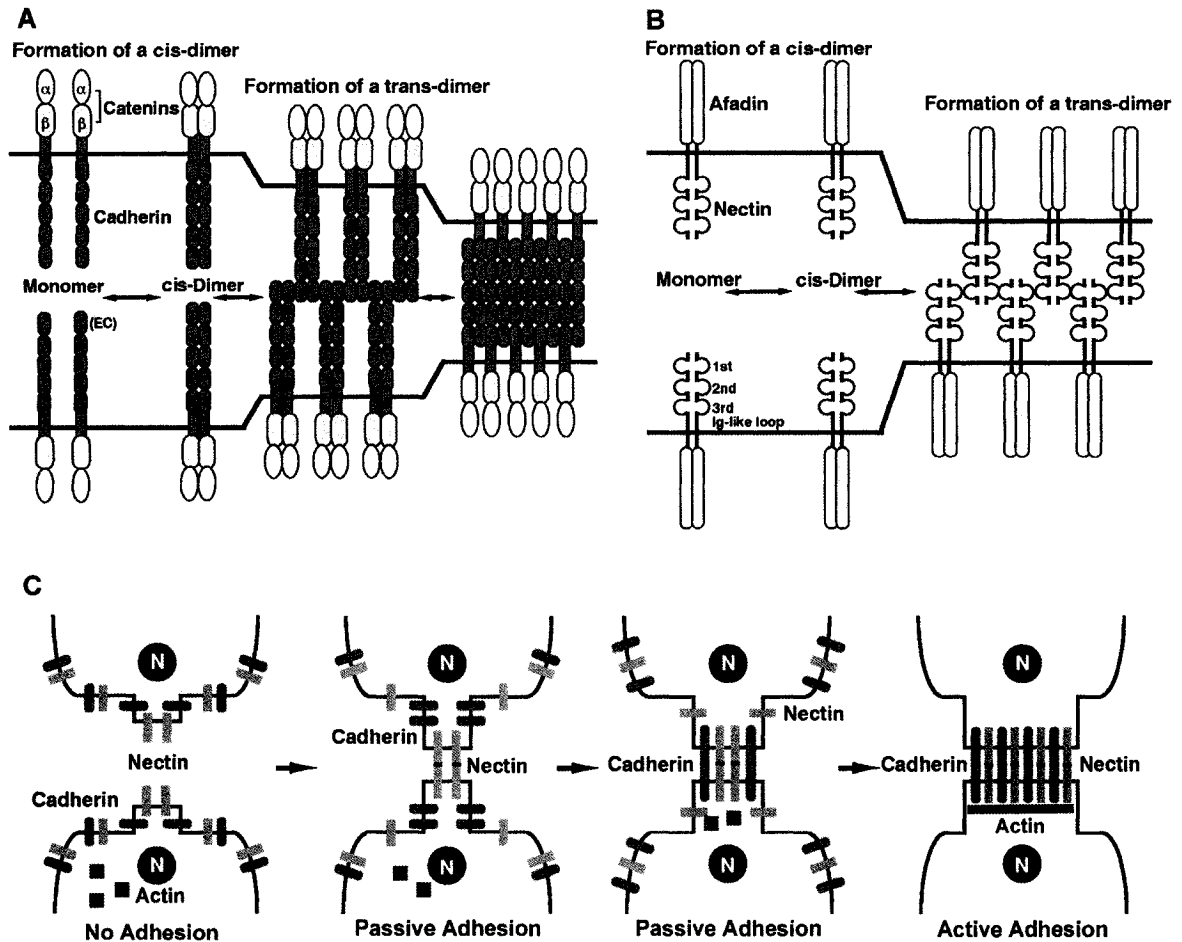 A
Formation of a cis-dimer
α α
Catenins
β β
Formation of a trans-dimer
Cadherin
Monomer
cis-Dimer
(EC)
B
Formation of a cis-dimer
Afadin
Formation of a trans-dimer
Nectin
Monomer
cis-Dimer
1st
2nd
3rd
Ig-like loop
C
N
Nectin
Cadherin
N
Actin
No Adhesion
N
Cadherin
Nectin
N
Passive Adhesion
N
Nectin
Cadherin
N
Passive Adhesion
N
Cadherin
Nectin
Actin
N
Active Adhesion